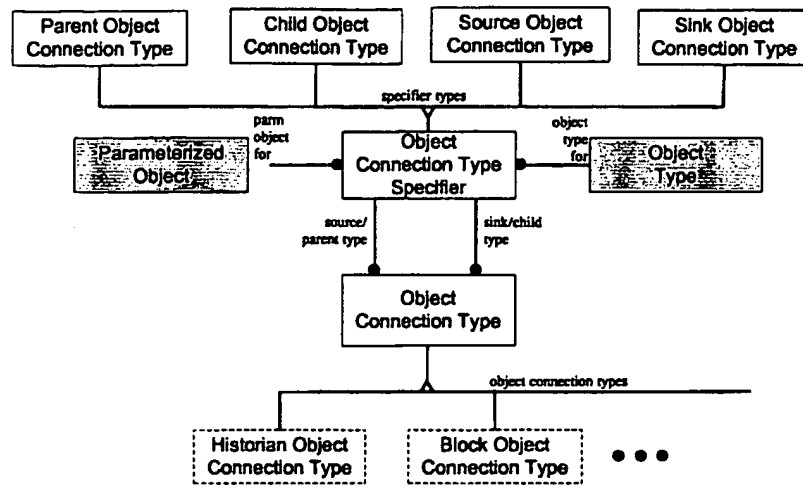 Parent Object
Connection Type
Child Object
Connection Type
Source Object
Connection Type
Sink Object
Connection Type
specifier types
parm
object
for
object
type
for
Parameterized
Object
Object
Connection Type
Specifier
Object
Type
source/
parent type
sink/child
type
Object
Connection Type
object connection types
Historian Object
Connection Type
Block Object
Connection Type